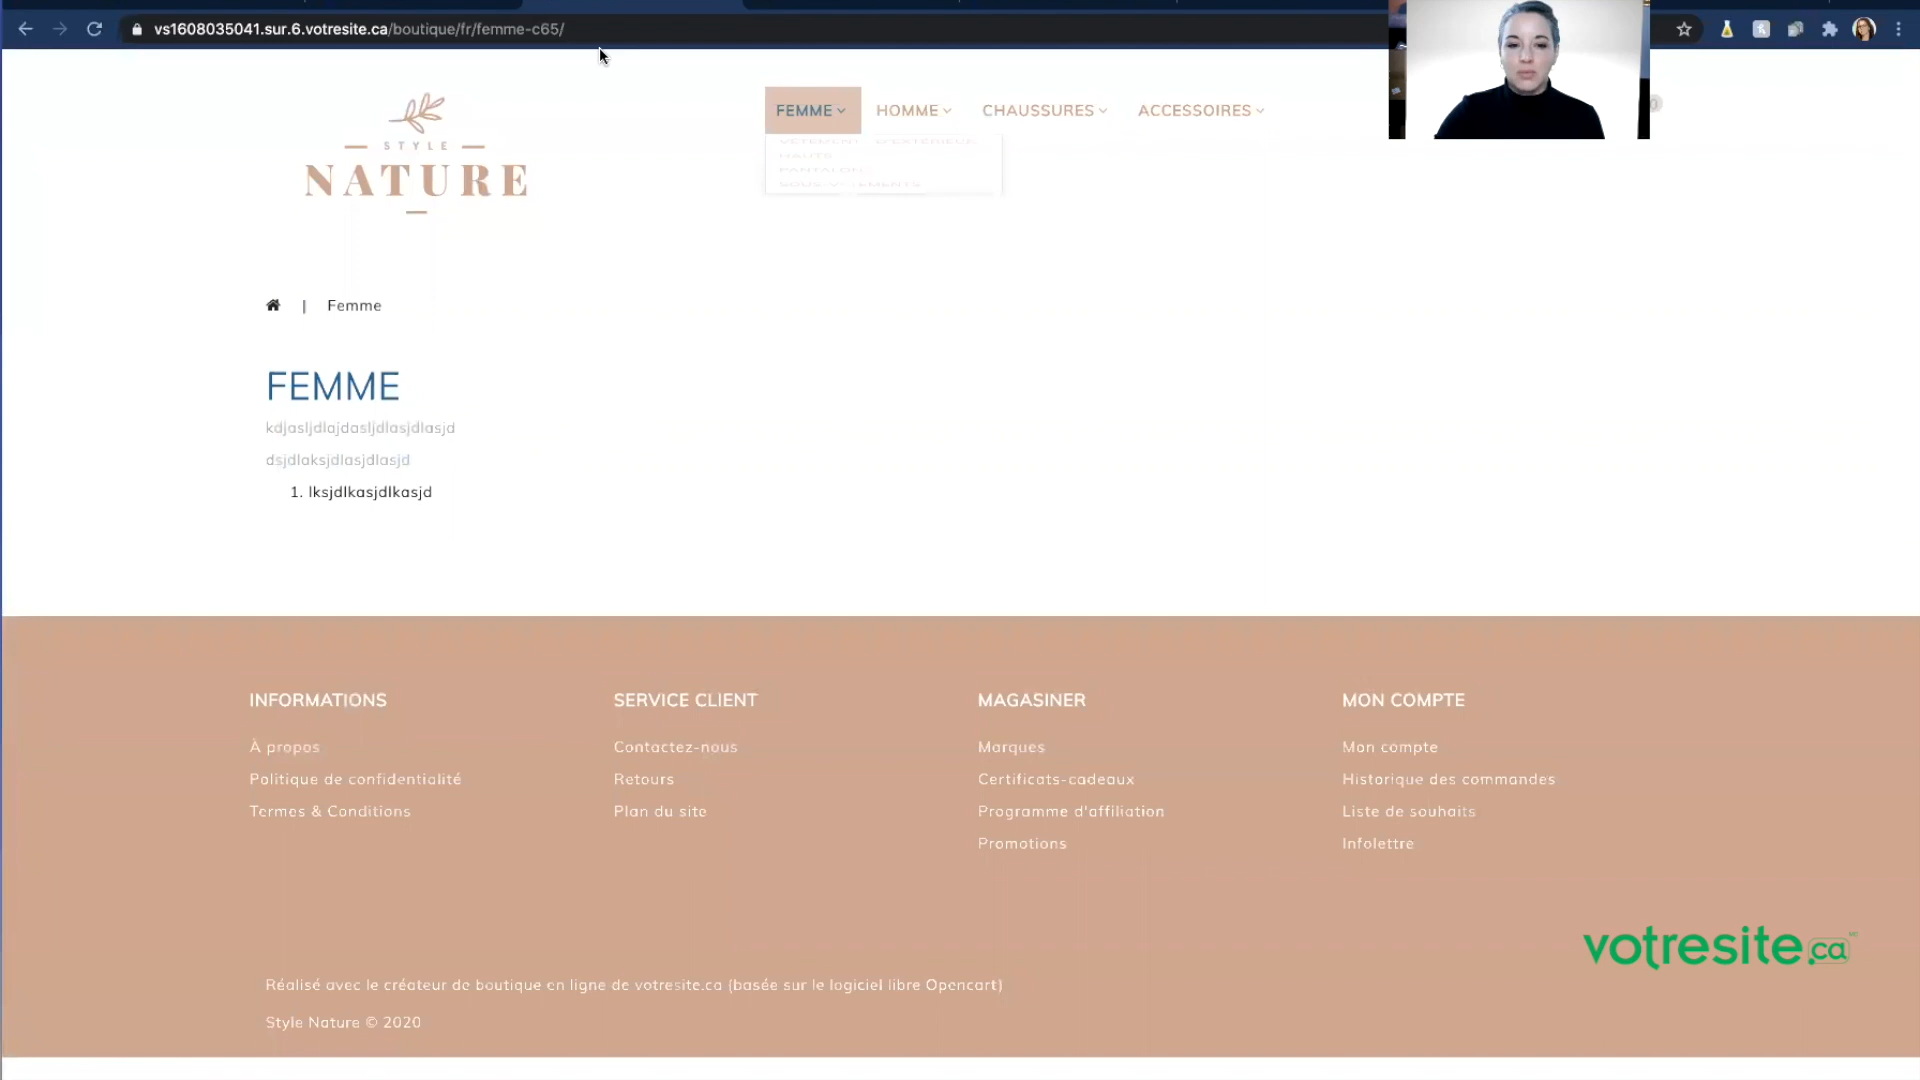 vs1608035041.sur.6.votresite.ca/boutique/fr/femme-c65/
FEMME
HOMME
CHAUSSURES
ACCESSOIRES
STYLE
NATURE
HAUTS
| Femme
FEMME
kdjasljdlajdasljdlasjdlasjd
dsjdlaksjdlasjdlasjd
1. lksjdlkasjdlkasjd
INFORMATIONS
À propos
Politique de confidentialité
Termes & Conditions
SERVICE CLIENT
Contactez-nous
Retours
Plan du site
MAGASINER
Marques
Certificats-cadeaux
Programme d'affiliation
Promotions
MON COMPTE
Mon compte
Historique des commandes
Liste de souhaits
Infolettre
votresite.ca
Réalisé avec le créateur de boutique en ligne de votresite.ca (basée sur le logiciel libre Opencart)
Style Nature © 2020